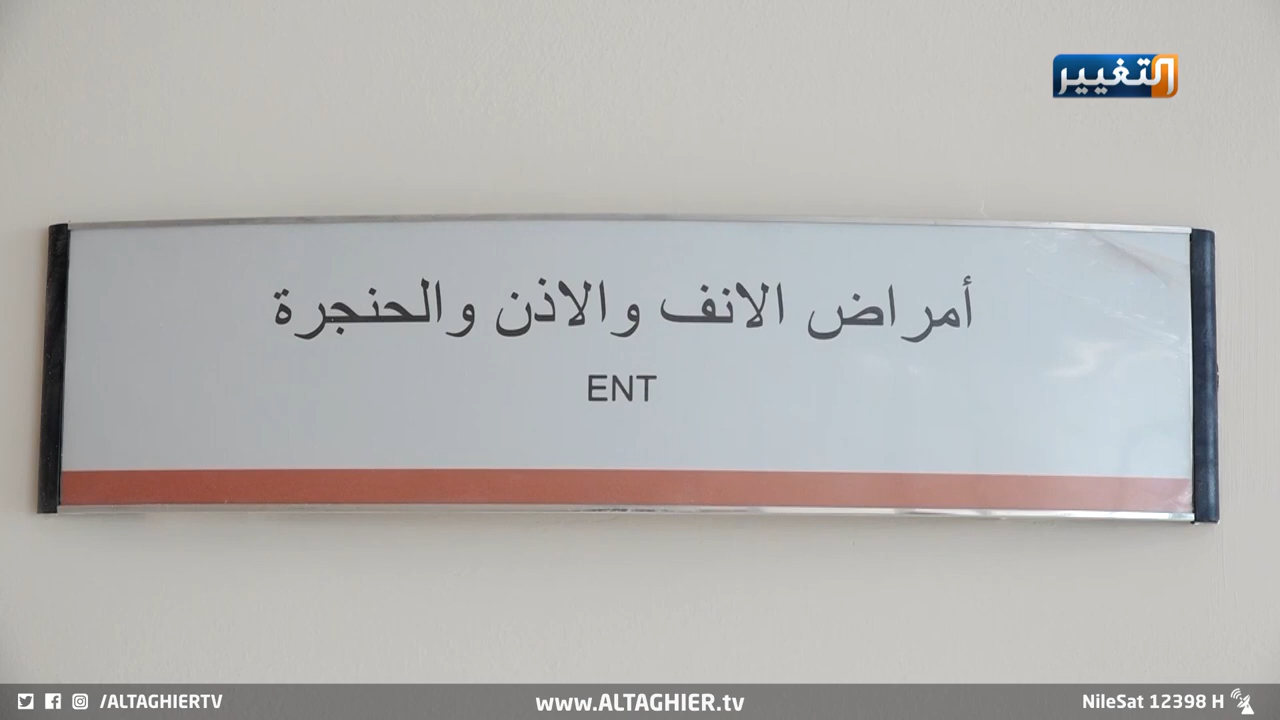 التغيير
أمراض الانف والاذن والحنجرة
ENT
/ALTAGHIERTV
www.ALTAGHIER.tv
NileSat 12398 H